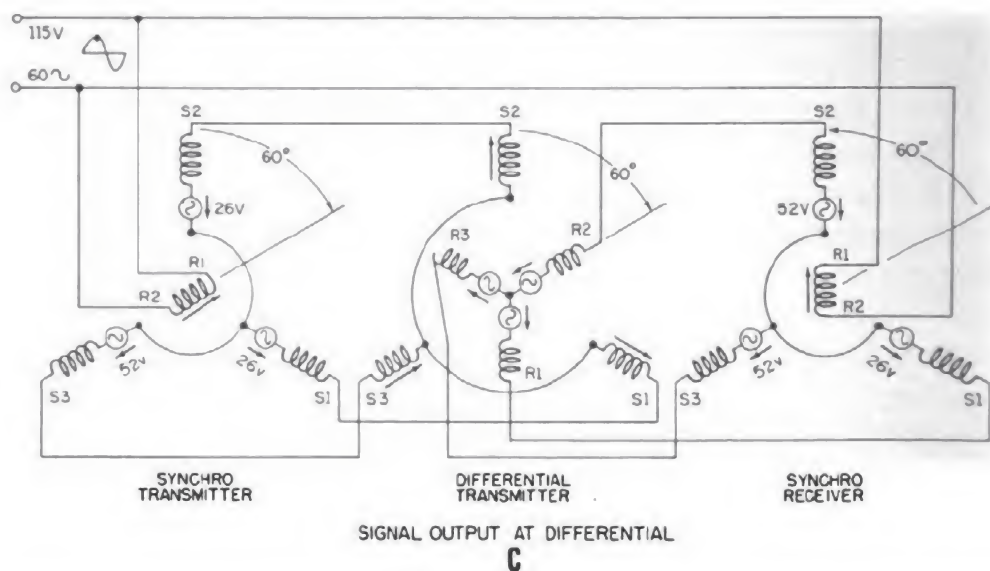 115V
60∿
S2
S2
S2
60°
60°
60°
26V
52V
R3
R2
R1
R1
R2
R2
52V
26V
R1
52V
26V
S3
S1
S3
S1
S3
S1
SYNCHRO TRANSMITTER
DIFFERENTIAL TRANSMITTER
SYNCHRO RECEIVER
SIGNAL OUTPUT AT DIFFERENTIAL
C